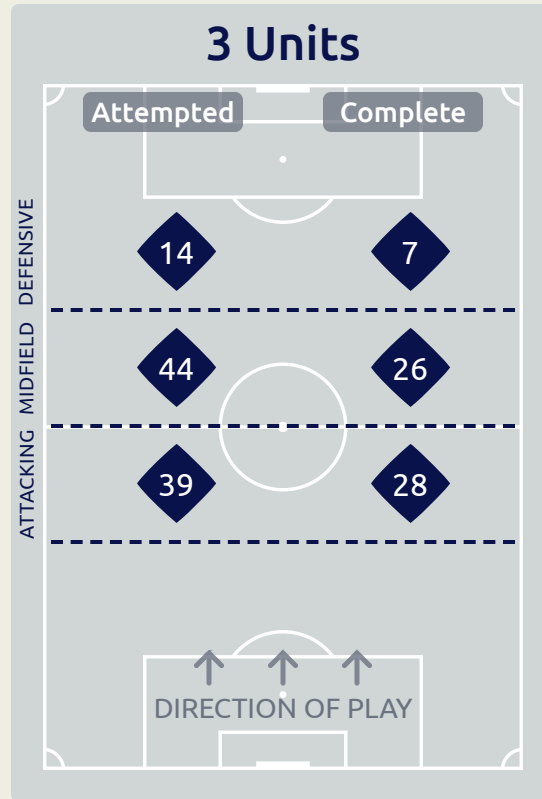 3 Units
Attempted
Complete
DEFENSIVE
14
7
MIDFIELD
44
26
ATTACKING
39
28
DIRECTION OF PLAY